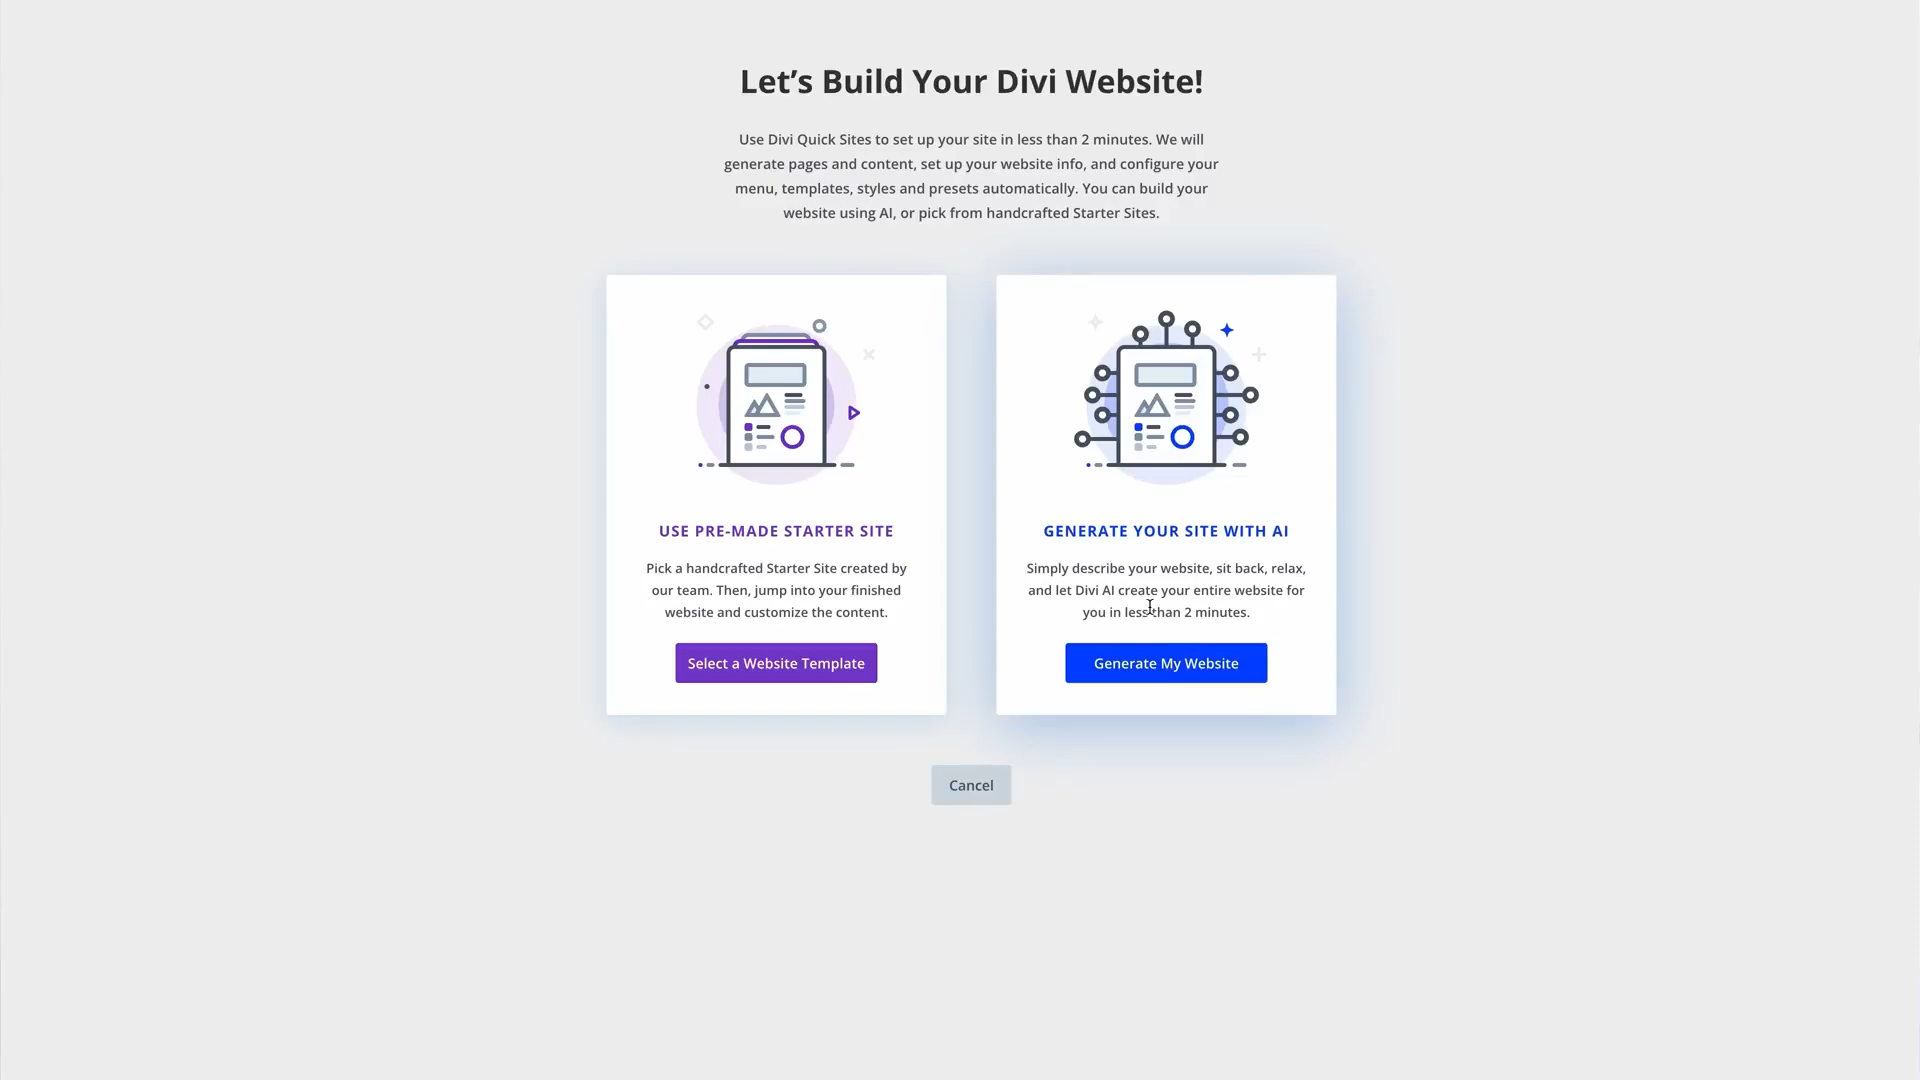 Let’s Build Your Divi Website!
Use Divi Quick Sites to set up your site in less than 2 minutes. We will
generate pages and content, set up your website info, and configure your
menu, templates, styles and presets automatically. You can build your
website using AI, or pick from handcrafted Starter Sites.
USE PRE-MADE STARTER SITE
Pick a handcrafted Starter Site created by
our team. Then, jump into your finished
website and customize the content.
Select a Website Template
GENERATE YOUR SITE WITH AI
Simply describe your website, sit back, relax,
and let Divi AI create your entire website for
you in less than 2 minutes.
Generate My Website
Cancel